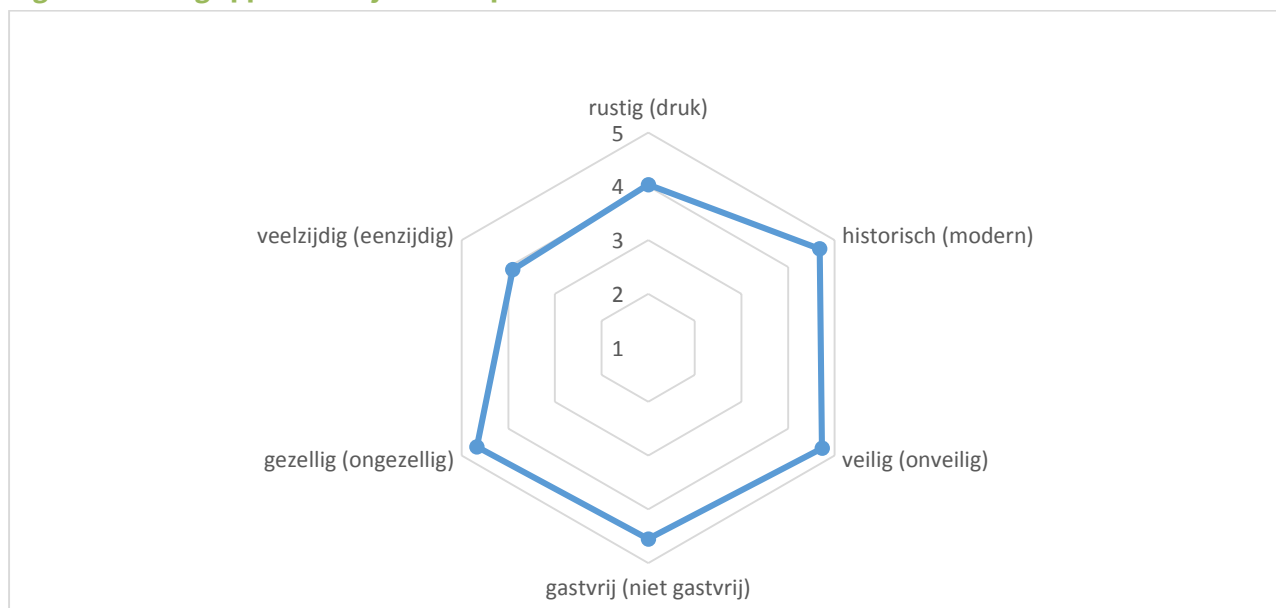 rustig (druk)
5
4
3
2
1
historisch (modern)
veilig (onveilig)
gastvrij (niet gastvrij)
gezellig (ongezellig)
veelzijdig (eenzijdig)